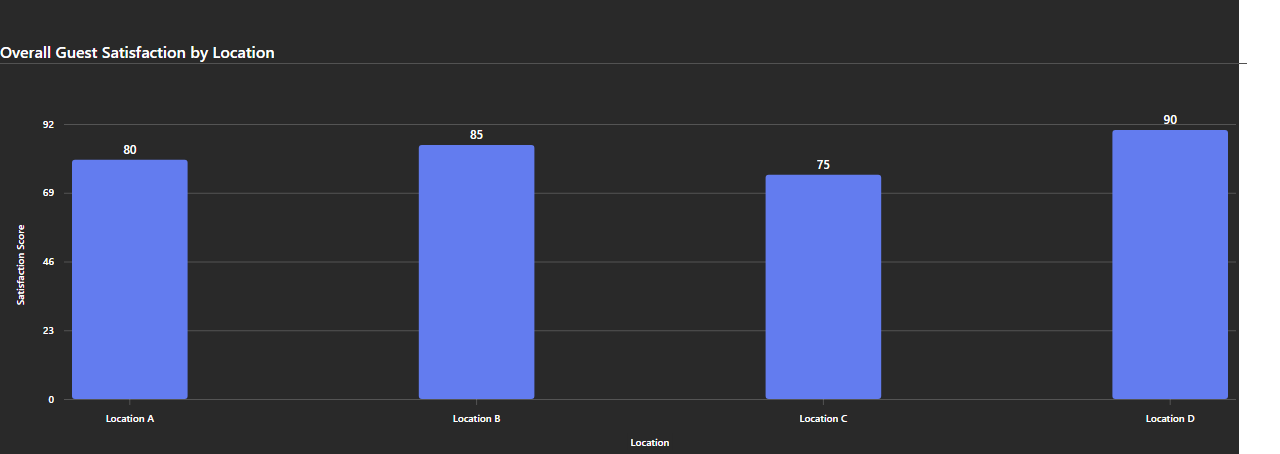 Overall Guest Satisfaction by Location
92
69
46
23
0
Satisfaction Score
80
85
75
90
Location A
Location B
Location C
Location D
Location